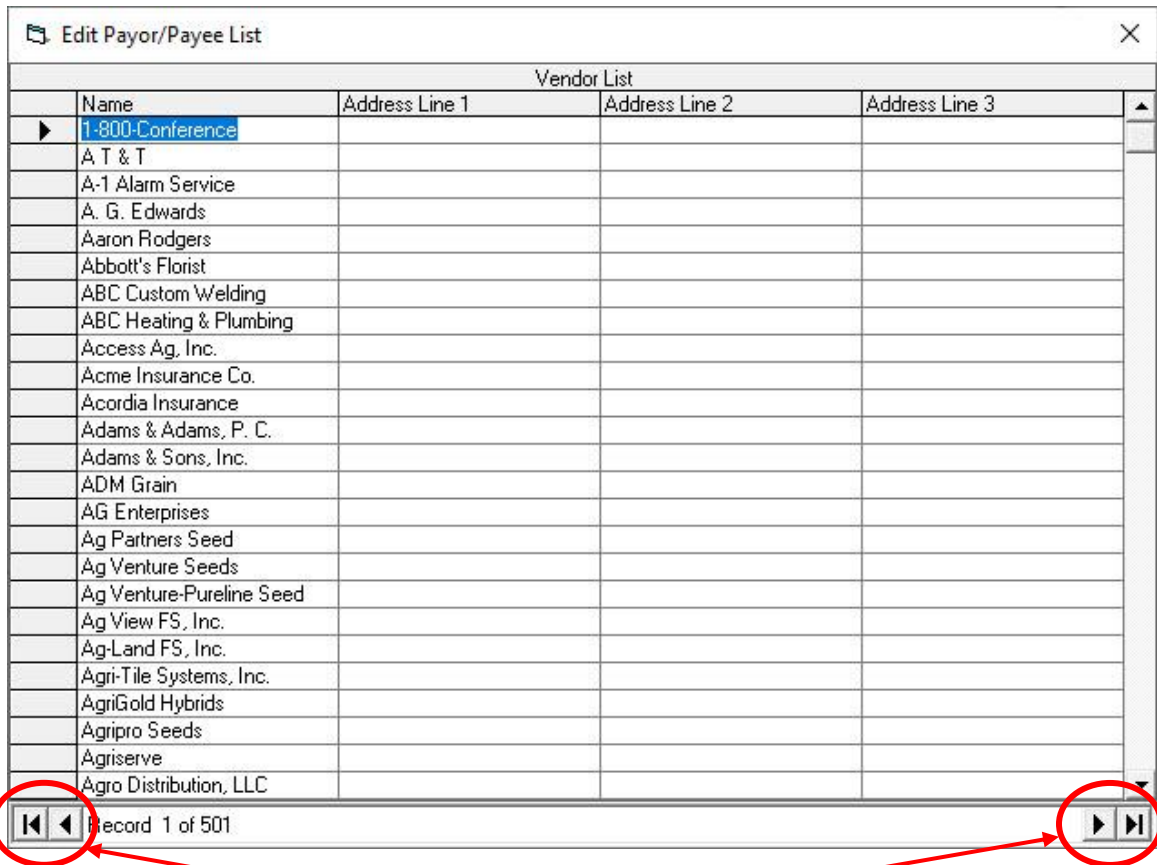 Edit Payor/Payee List
Vendor List
Name Address Line 1 Address Line 2 Address Line 3
1-800-Conference
A T & T
A-1 Alarm Service
A. G. Edwards
Aaron Rodgers
Abbott's Florist
ABC Custom Welding
ABC Heating & Plumbing
Access Ag, Inc.
Acme Insurance Co.
Acordia Insurance
Adams & Adams, P. C.
Adams & Sons, Inc.
ADM Grain
AG Enterprises
Ag Partners Seed
Ag Venture Seeds
Ag Venture-Pureline Seed
Ag View FS, Inc.
Ag-Land FS, Inc.
Agri-Tile Systems, Inc.
AgriGold Hybrids
Agripro Seeds
Agriserve
Agro Distribution, LLC
Record 1 of 501